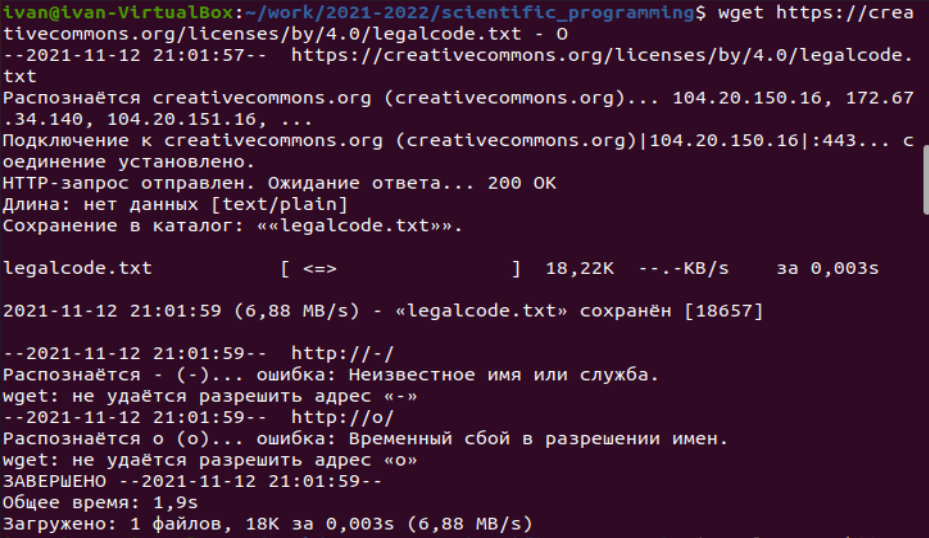 ivan@ivan-VirtualBox:~/work/2021-2022/scientific_programming$ wget https://crea
tivecommons.org/licenses/by/4.0/legalcode.txt - O
--2021-11-12 21:01:57--  https://creativecommons.org/licenses/by/4.0/legalcode.
txt
Распознаётся creativecommons.org (creativecommons.org)... 104.20.150.16, 172.67
.34.140, 104.20.151.16, ...
Подключение к creativecommons.org (creativecommons.org)|104.20.150.16|:443... с
оединение установлено.
HTTP-запрос отправлен. Ожидание ответа... 200 OK
Длина: нет данных [text/plain]
Сохранение в каталог: ««legalcode.txt»».
legalcode.txt           [ <=>                ]  18,22K  --.-KB/s    за 0,003s
2021-11-12 21:01:59 (6,88 MB/s) - «legalcode.txt» сохранён [18657]
--2021-11-12 21:01:59--  http://-/
Распознаётся - (-)... ошибка: Неизвестное имя или служба.
wget: не удаётся разрешить адрес «-»
--2021-11-12 21:01:59--  http://o/
Распознаётся o (o)... ошибка: Временный сбой в разрешении имен.
wget: не удаётся разрешить адрес «o»
ЗАВЕРШЕНО --2021-11-12 21:01:59--
Общее время: 1,9s
Загружено: 1 файлов, 18K за 0,003s (6,88 MB/s)